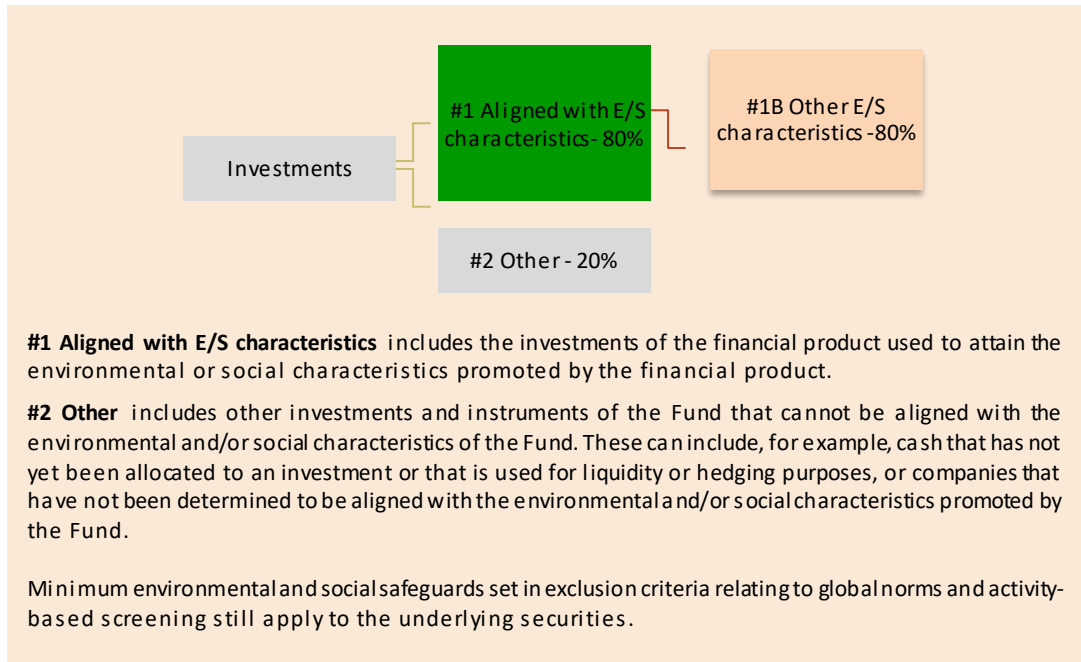 #1 Aligned with E/S
characteristics- 80%
#1B Other E/S
characteristics -80%
Investments
#2 Other - 20%
#1 Aligned with E/S characteristics includes the investments of the financial product used to attain the
environmental or social characteristics promoted by the financial product.
#2 Other includes other investments and instruments of the Fund that cannot be aligned with the
environmental and/or social characteristics of the Fund. These can include, for example, cash that has not
yet been allocated to an investment or that is used for liquidity or hedging purposes, or companies that
have not been determined to be aligned with the environmental and/or social characteristics promoted by
the Fund.
Minimum environmental and social safeguards set in exclusion criteria relating to global norms and activity-
based screening still apply to the underlying securities.